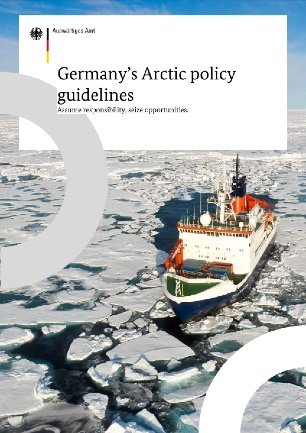 Auswärtiges Amt
Germany's Arctic policy
guidelines
Assume responsibility, seize opportunities.